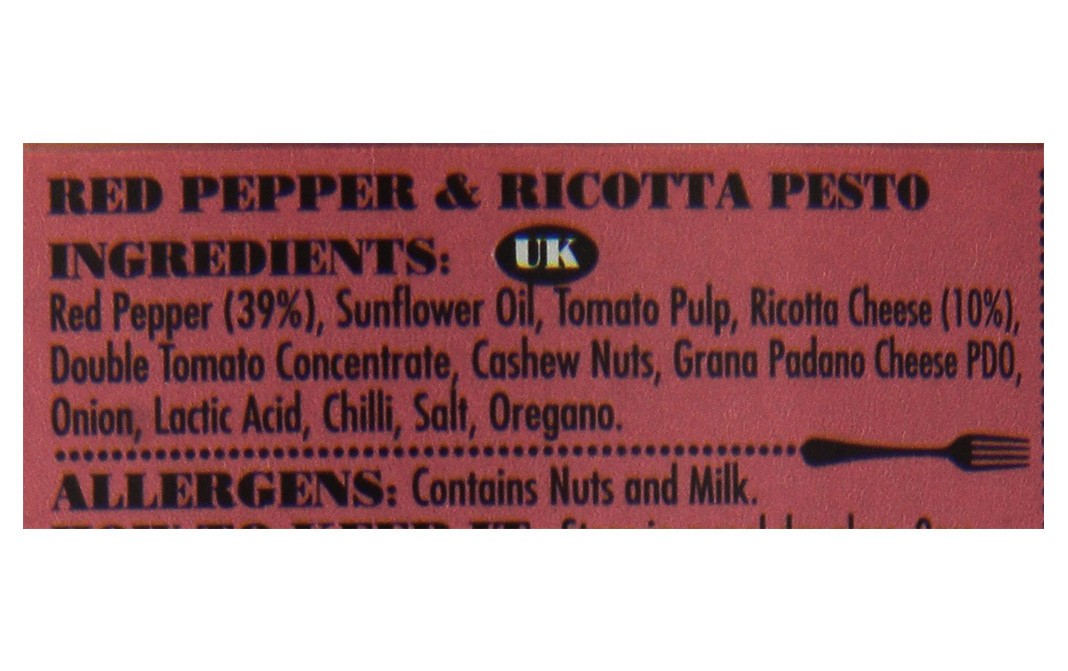 RED PEPPER & RICOTTA PESTO
INGREDIENTS: UK
Red Pepper (39%), Sunflower Oil, Tomato Pulp, Ricotta Cheese (10%),
Double Tomato Concentrate, Cashew Nuts, Grana Padano Cheese PDO,
Onion, Lactic Acid, Chilli, Salt, Oregano.
ALLERGENS: Contains Nuts and Milk.